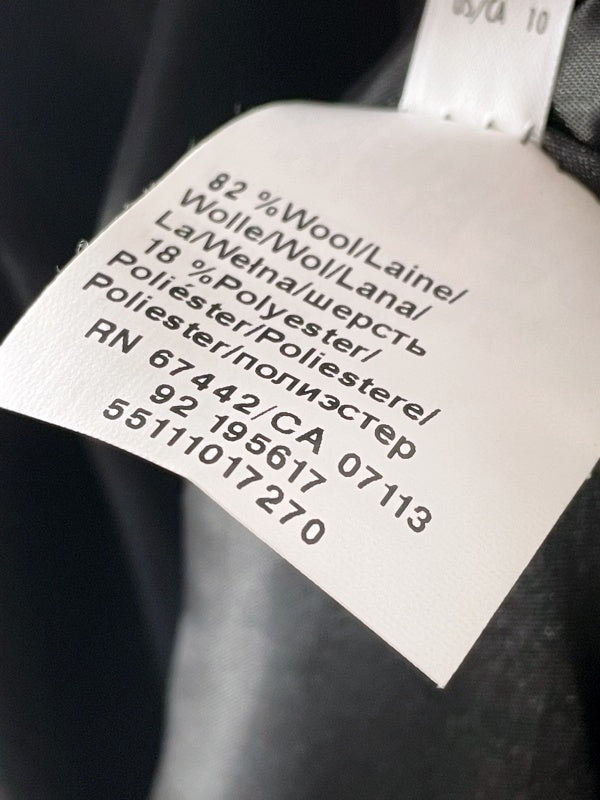 US/CA 10
82 %Wool/Laine/
Wolle/Wol/Lana/
La/Wełna/шерсть
18 %Polyester/
Poliéster/Poliestere/
Poliester/полиэстер
RN 67442/CA 07113
92 195617
55111017270